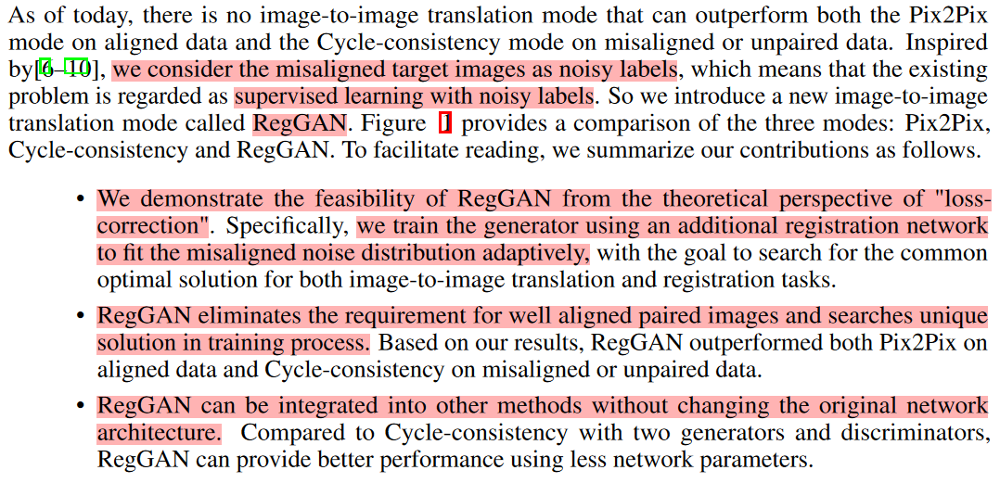 As of today, there is no image-to-image translation mode that can outperform both the Pix2Pix
mode on aligned data and the Cycle-consistency mode on misaligned or unpaired data. Inspired
by[6–10], we consider the misaligned target images as noisy labels, which means that the existing
problem is regarded as supervised learning with noisy labels. So we introduce a new image-to-image
translation mode called RegGAN. Figure 1 provides a comparison of the three modes: Pix2Pix,
Cycle-consistency and RegGAN. To facilitate reading, we summarize our contributions as follows.
• We demonstrate the feasibility of RegGAN from the theoretical perspective of "loss-
correction". Specifically, we train the generator using an additional registration network
to fit the misaligned noise distribution adaptively, with the goal to search for the common
optimal solution for both image-to-image translation and registration tasks.
• RegGAN eliminates the requirement for well aligned paired images and searches unique
solution in training process. Based on our results, RegGAN outperformed both Pix2Pix on
aligned data and Cycle-consistency on misaligned or unpaired data.
• RegGAN can be integrated into other methods without changing the original network
architecture. Compared to Cycle-consistency with two generators and discriminators,
RegGAN can provide better performance using less network parameters.